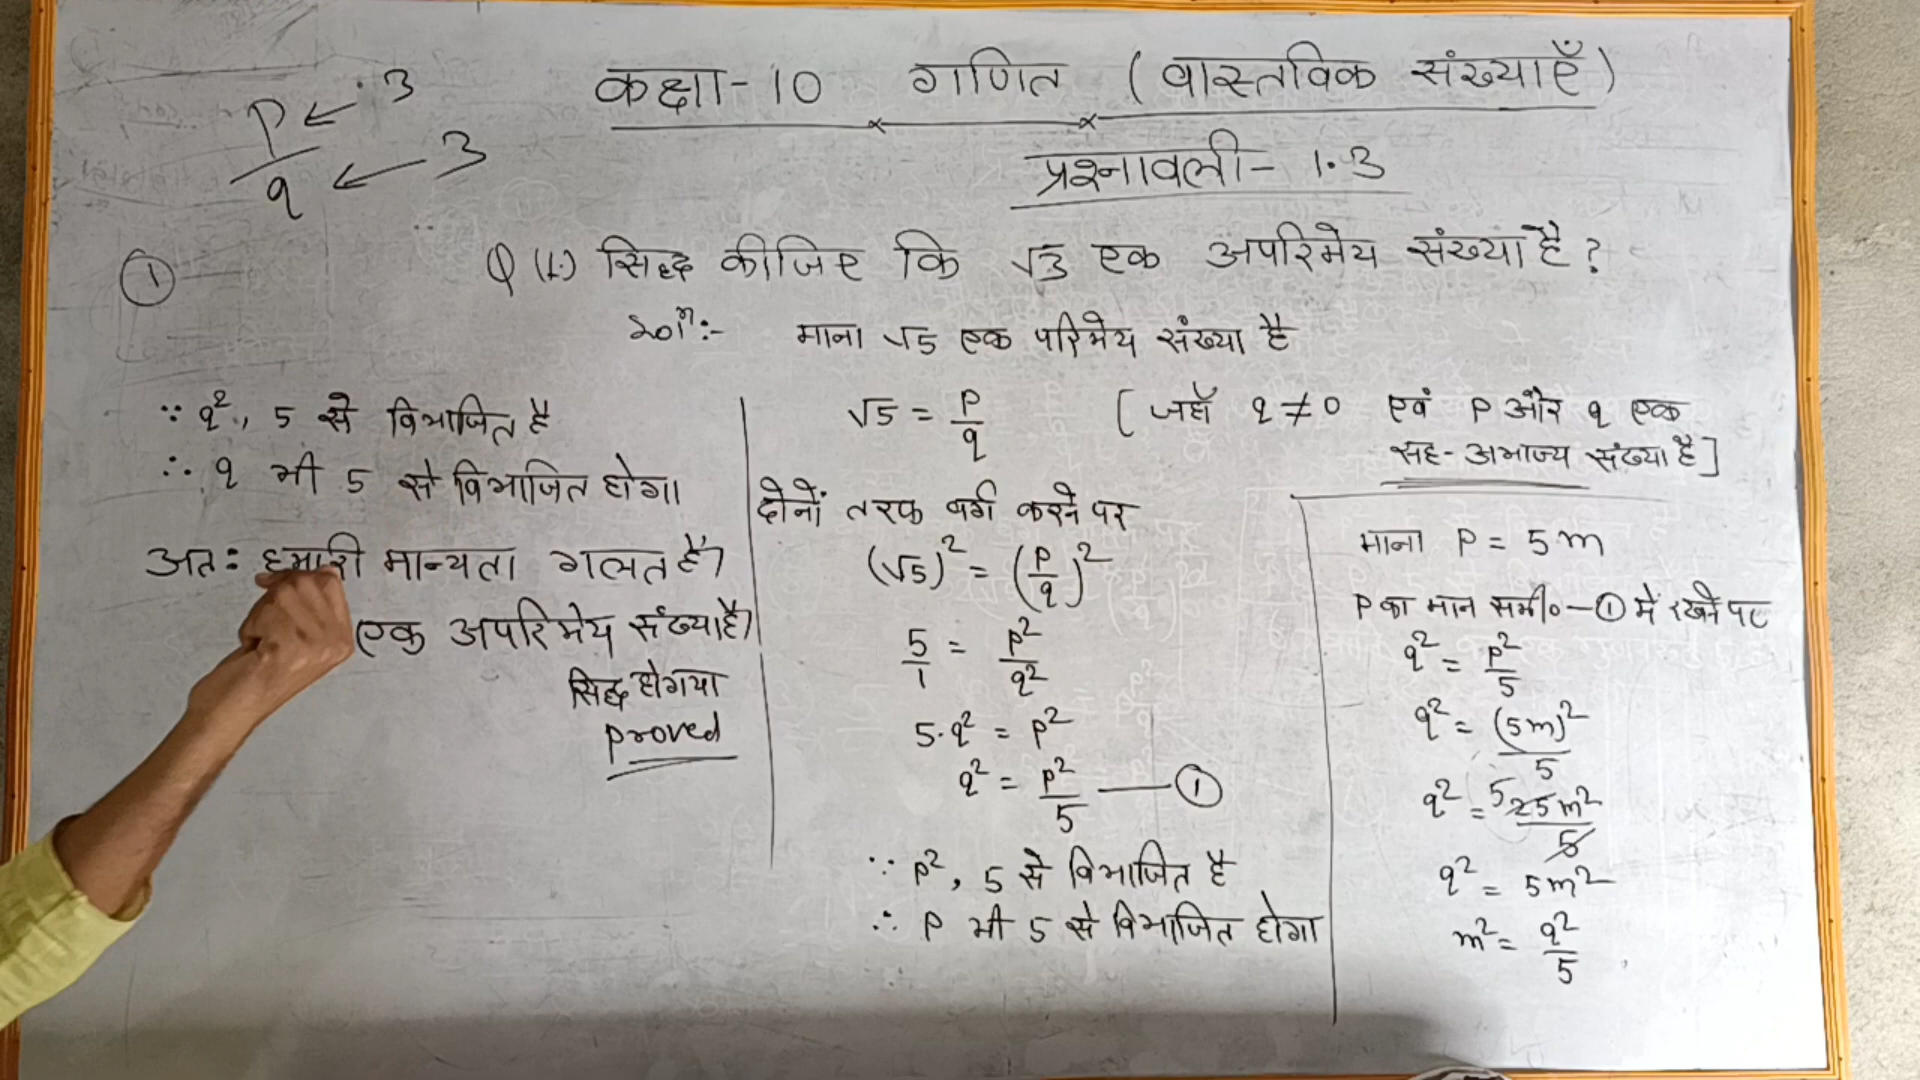 कक्षा-10 गणित (वास्तविक संख्याएँ)
प्रश्नावली- 1.3
p ← 3
q ← 3
①
Q (1.) सिद्ध कीजिए कि √3 एक अपरिमेय संख्या है?
Solⁿ:- माना √5 एक परिमेय संख्या है
√5 = p/q [जहाँ q ≠ 0 एवं p और q एक
सह-अभाज्य संख्या है]
दोनों तरफ वर्ग करने पर
(√5)² = (p/q)²
5/1 = p²/q²
5·q² = p²
q² = p²/5 — ①
∵ p², 5 से विभाजित है
∴ p भी 5 से विभाजित होगा
माना p = 5m
p का मान समी० — ① में रखने पर
q² = p²/5
q² = (5m)²/5
q² = 5 25m²/5
q² = 5m²
m² = q²/5
∵ q², 5 से विभाजित है
∴ q भी 5 से विभाजित होगा
अतः हमारी मान्यता गलत है।
एक अपरिमेय संख्या है।
सिद्ध हो गया
proved